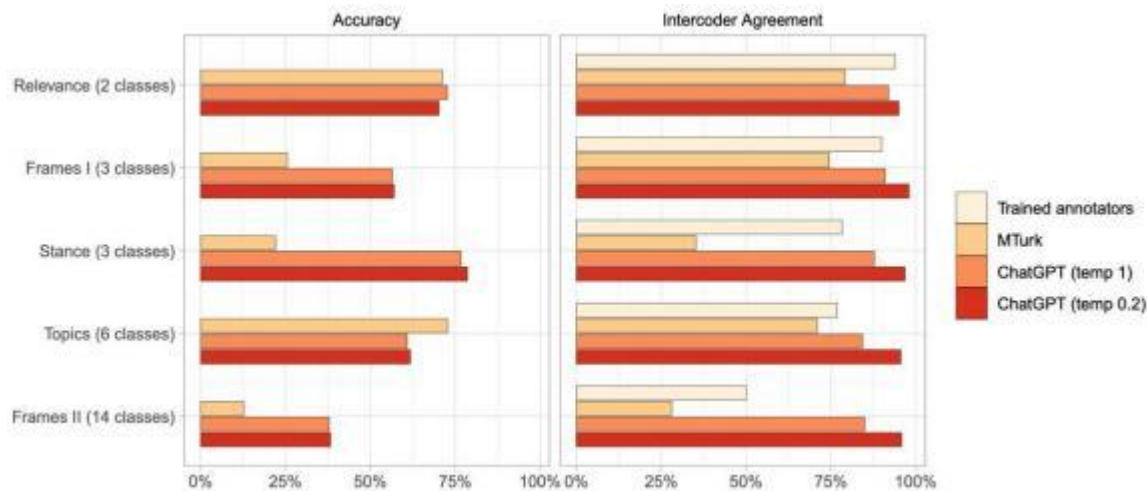 Accuracy
Intercoder Agreement
Relevance (2 classes)
Frames I (3 classes)
Stance (3 classes)
Topics (6 classes)
Frames II (14 classes)
0% 25% 50% 75% 100%
0% 25% 50% 75% 100%
Trained annotators
MTurk
ChatGPT (temp 1)
ChatGPT (temp 0.2)